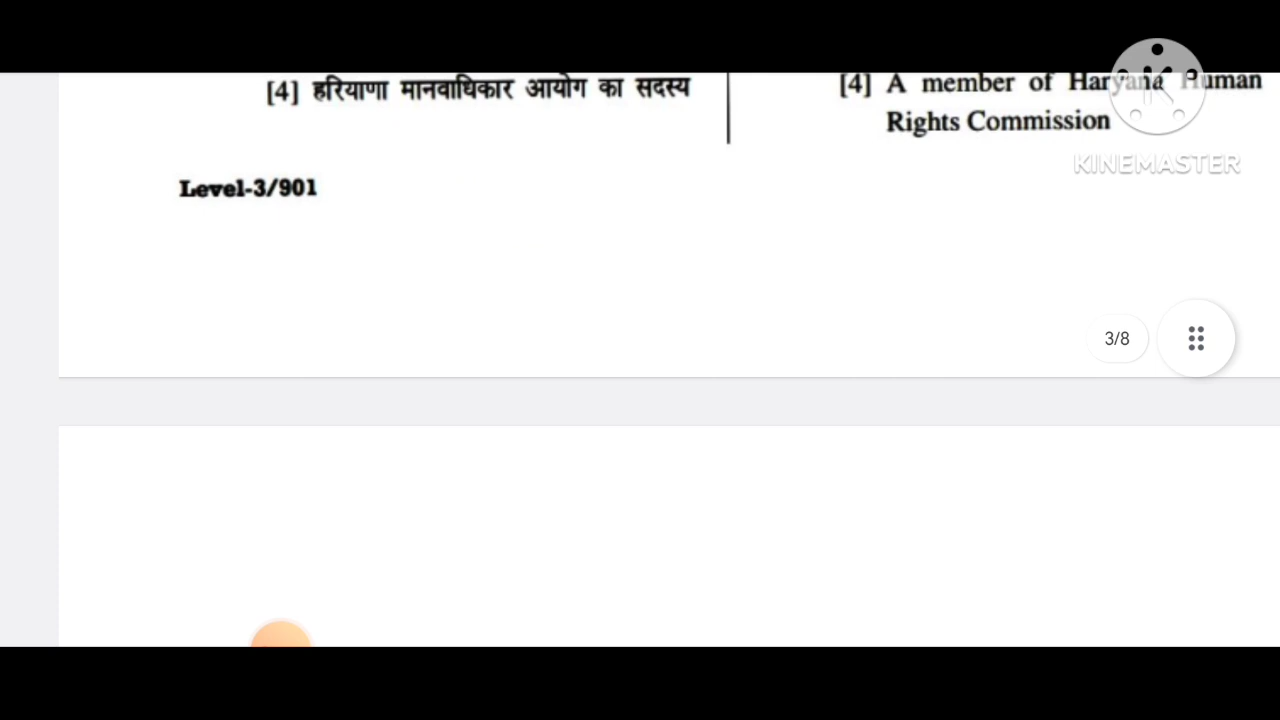 [4] हरियाणा मानवाधिकार आयोग का सदस्य
[4] A member of Haryana Human
Rights Commission
KINEMASTER
Level-3/901
3/8